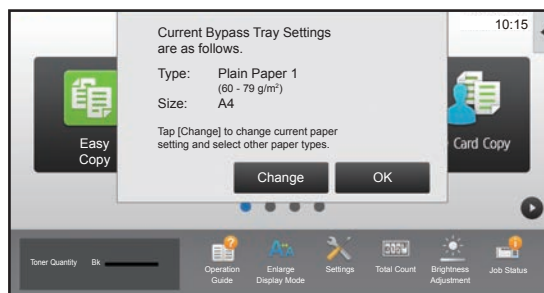 10:15
Current Bypass Tray Settings
are as follows.
Type: Plain Paper 1
(60 - 79 g/m²)
Size: A4
Tap [Change] to change current paper
setting and select other paper types.
Change OK
Easy
Copy
Card Copy
Toner Quantity Bk
Operation
Guide
Enlarge
Display Mode
Settings
Total Count
Brightness
Adjustment
Job Status